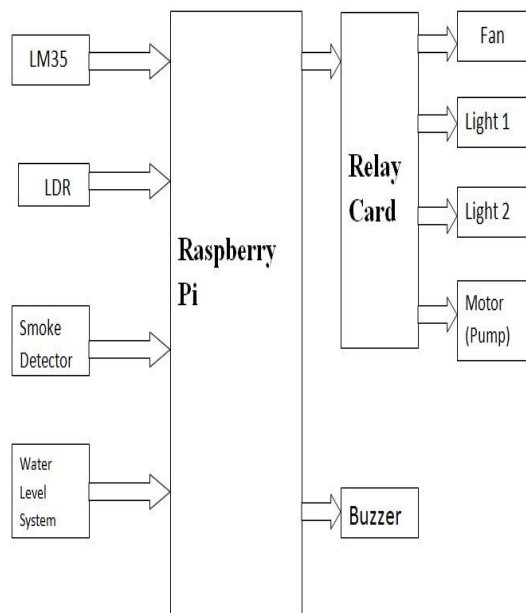 LM35
LDR
Smoke
Detector
Water
Level
System
Raspberry
Pi
Relay
Card
Fan
Light 1
Light 2
Motor
(Pump)
Buzzer